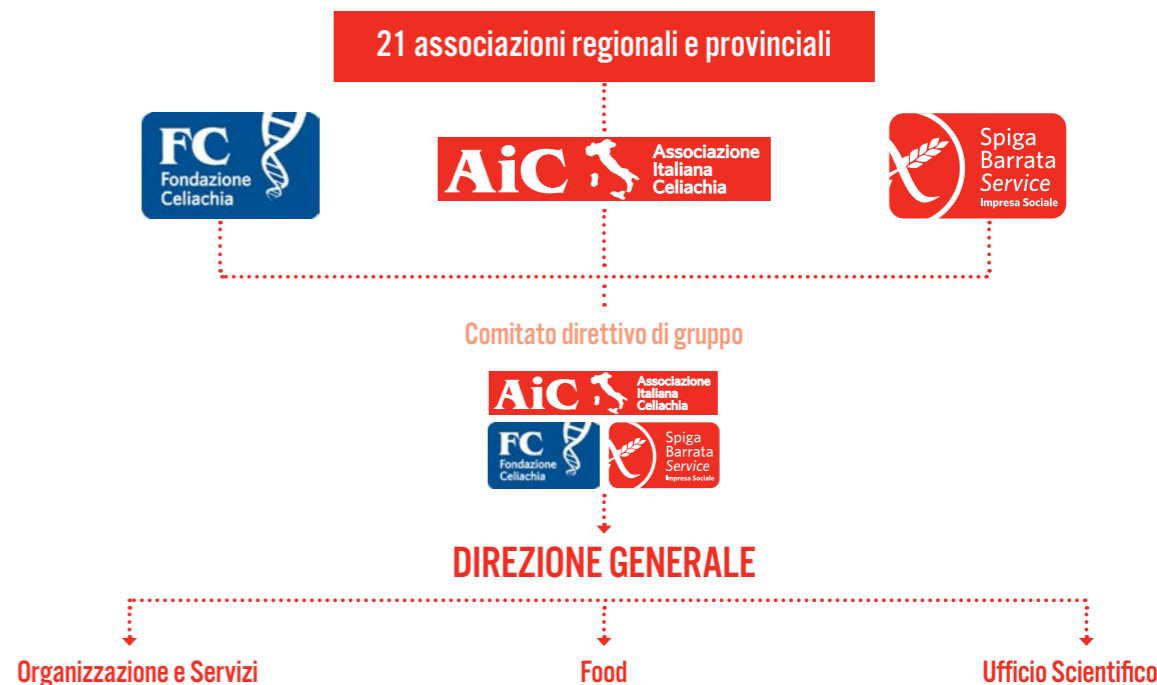 21 associazioni regionali e provinciali
FC
Fondazione
Celiachia
AiC
Associazione
Italiana
Celiachia
Spiga
Barrata
Service
Impresa Sociale
Comitato direttivo di gruppo
AiC
Associazione
Italiana
Celiachia
FC
Fondazione
Celiachia
Spiga
Barrata
Service
Impresa Sociale
DIREZIONE GENERALE
Organizzazione e Servizi
Food
Ufficio Scientifico